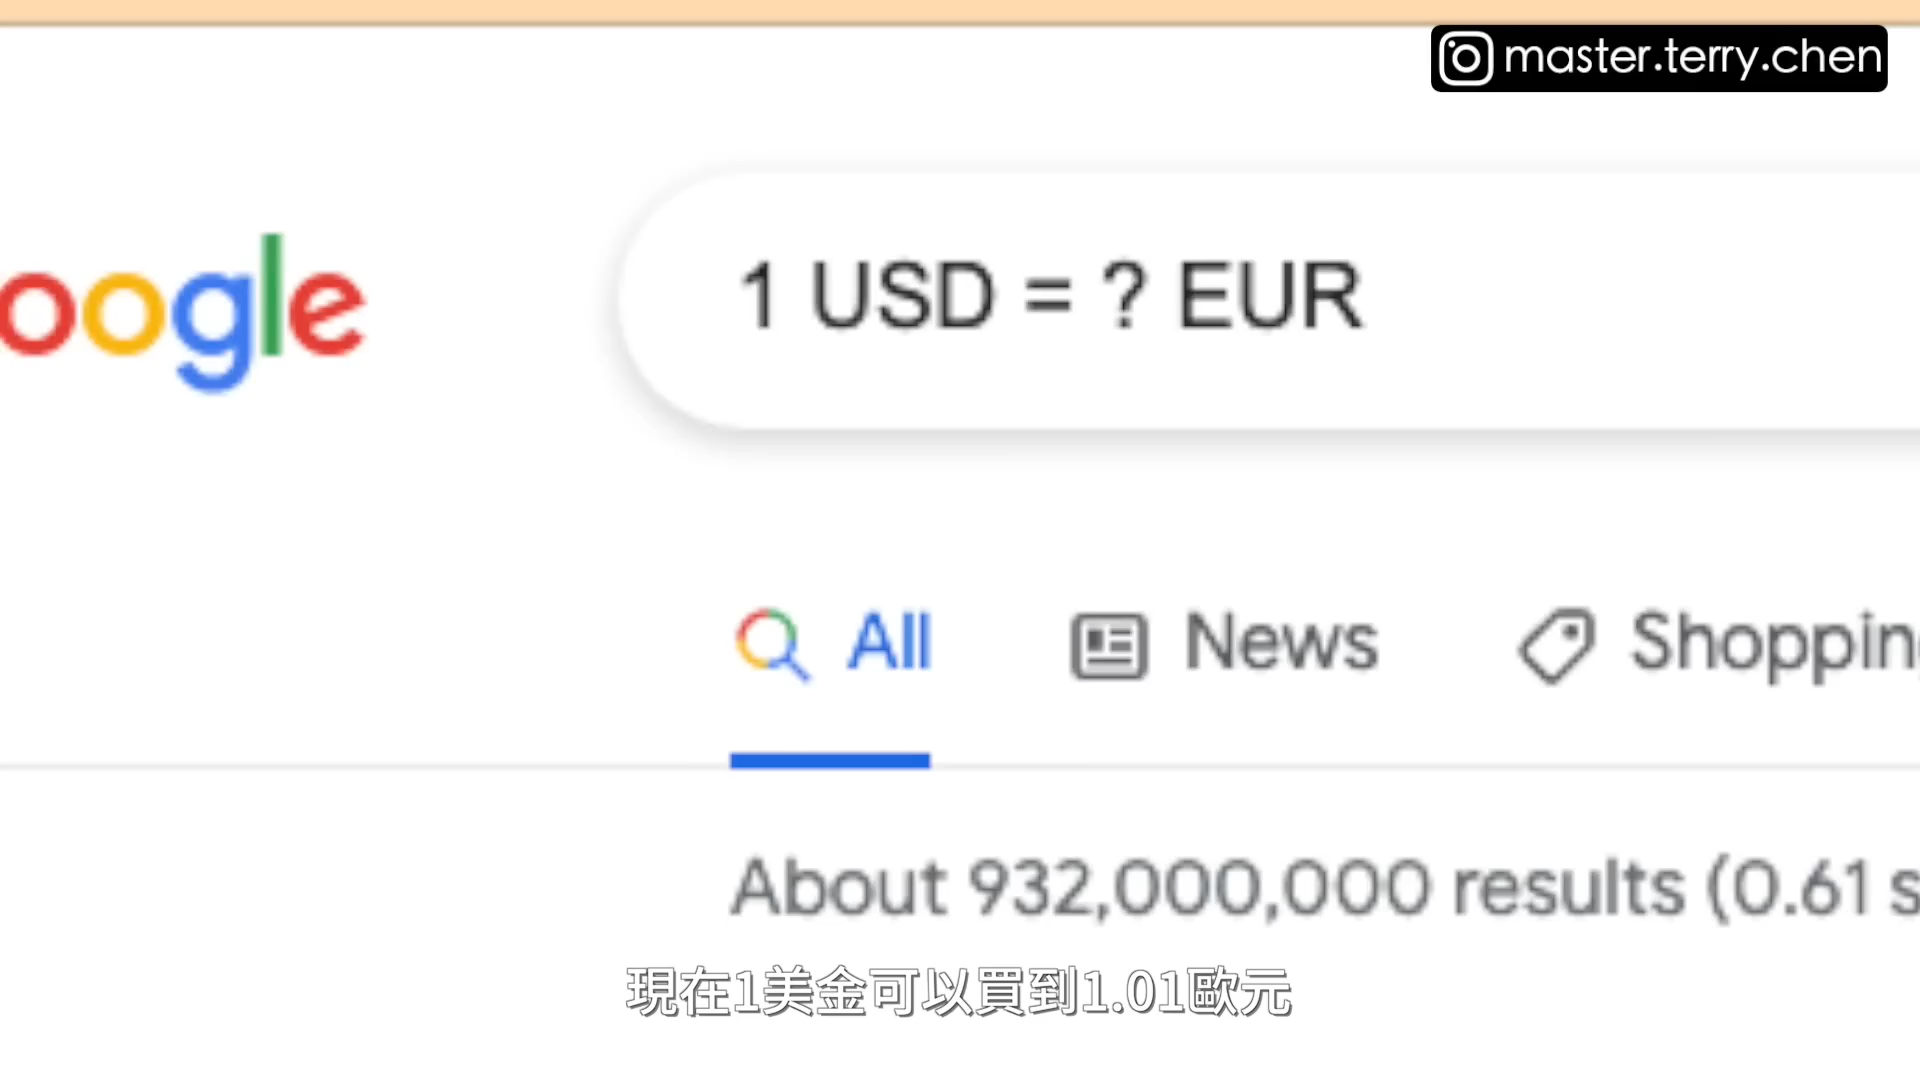 master.terry.chen
oogle
1 USD = ? EUR
All
News
Shopping
About 932,000,000 results (0.61 s
現在1美金可以買到1.01歐元